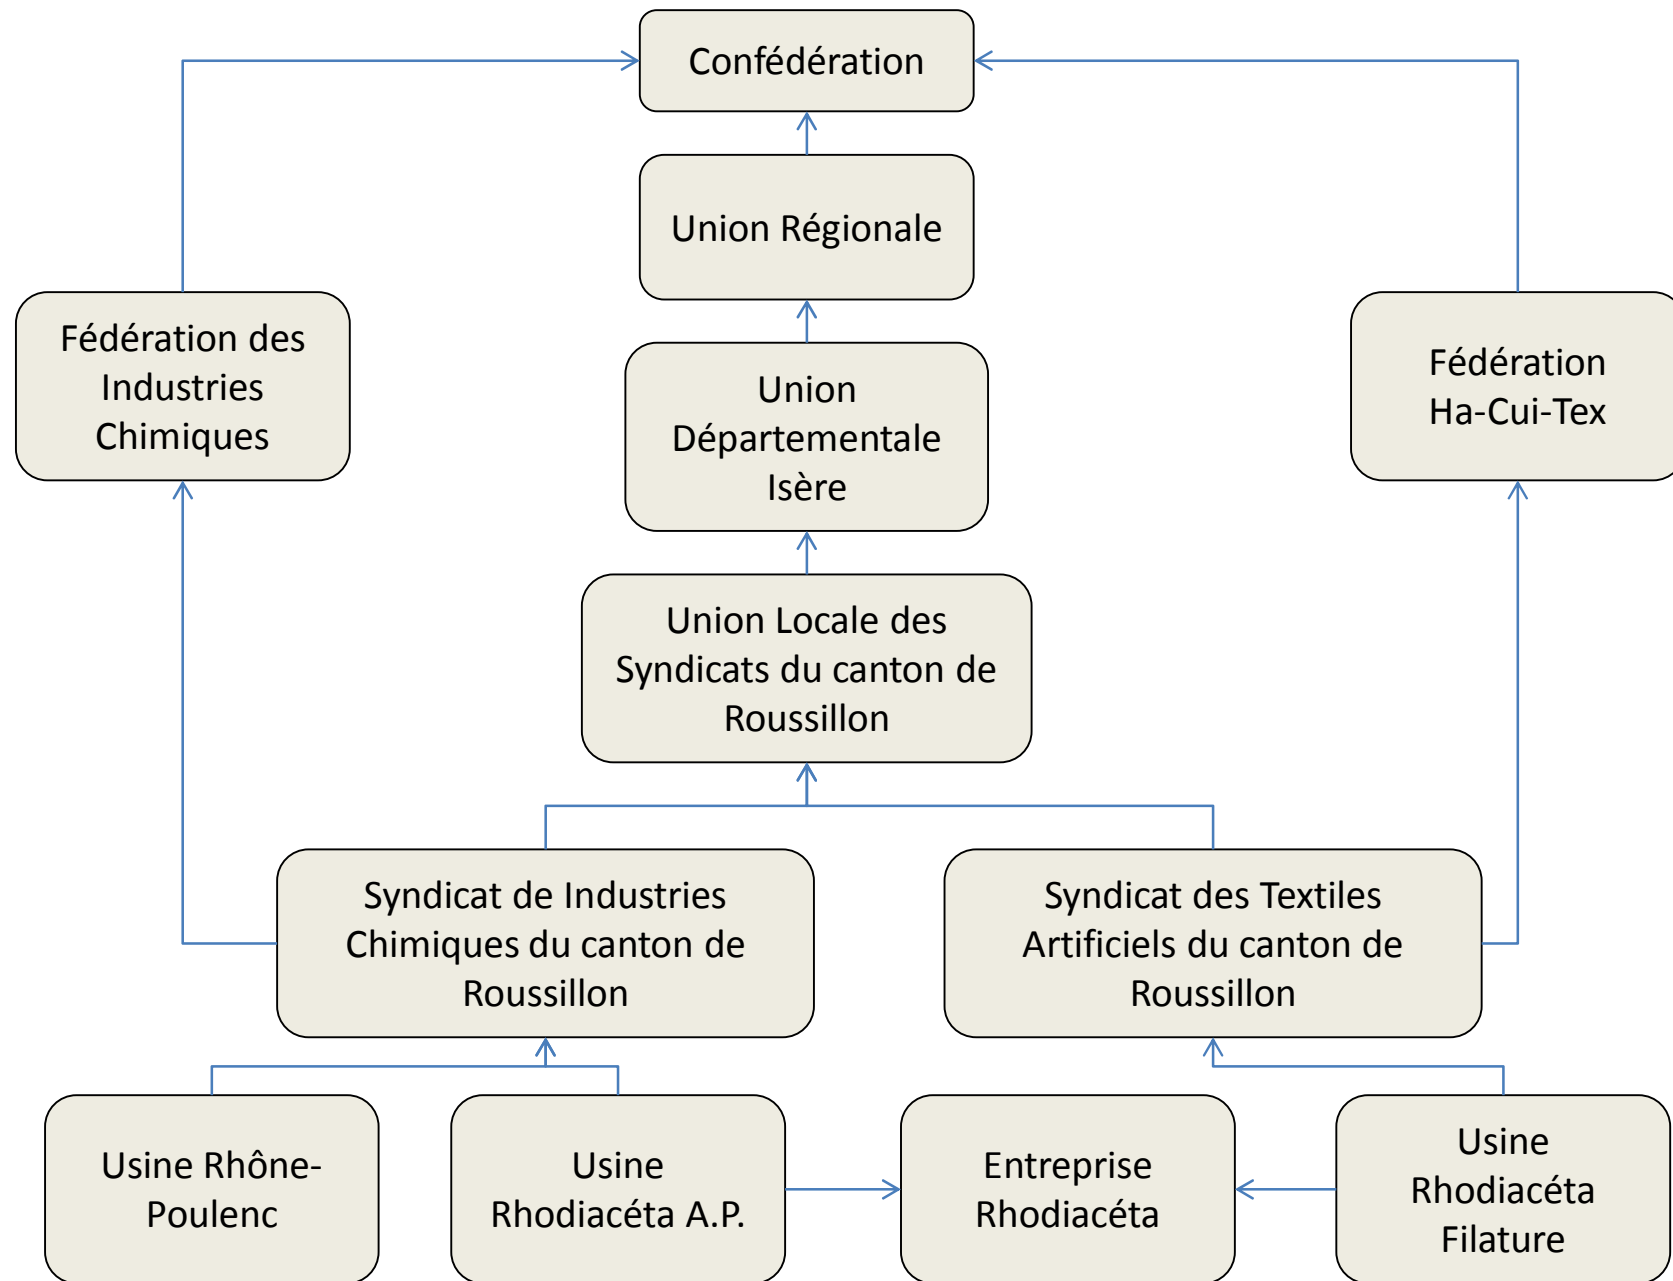 Confédération
Union Régionale
Fédération des
Industries
Chimiques
Union
Départementale
Isère
Fédération
Ha-Cui-Tex
Union Locale des
Syndicats du canton de
Roussillon
Syndicat de Industries
Chimiques du canton de
Roussillon
Syndicat des Textiles
Artificiels du canton de
Roussillon
Usine Rhône-
Poulenc
Usine
Rhodiacéta A.P.
Entreprise
Rhodiacéta
Usine
Rhodiacéta
Filature